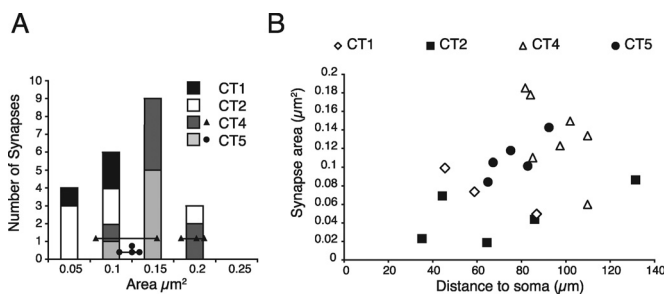 A
B
CT1 CT2 CT4 CT5
Number of Synapses
10
9
8
7
6
5
4
3
2
1
0
CT1
CT2
CT4
CT5
0.05 0.1 0.15 0.2 0.25
Area µm²
Synapse area (µm²)
0.2
0.18
0.16
0.14
0.12
0.1
0.08
0.06
0.04
0.02
0
0 20 40 60 80 100 120 140
Distance to soma (µm)